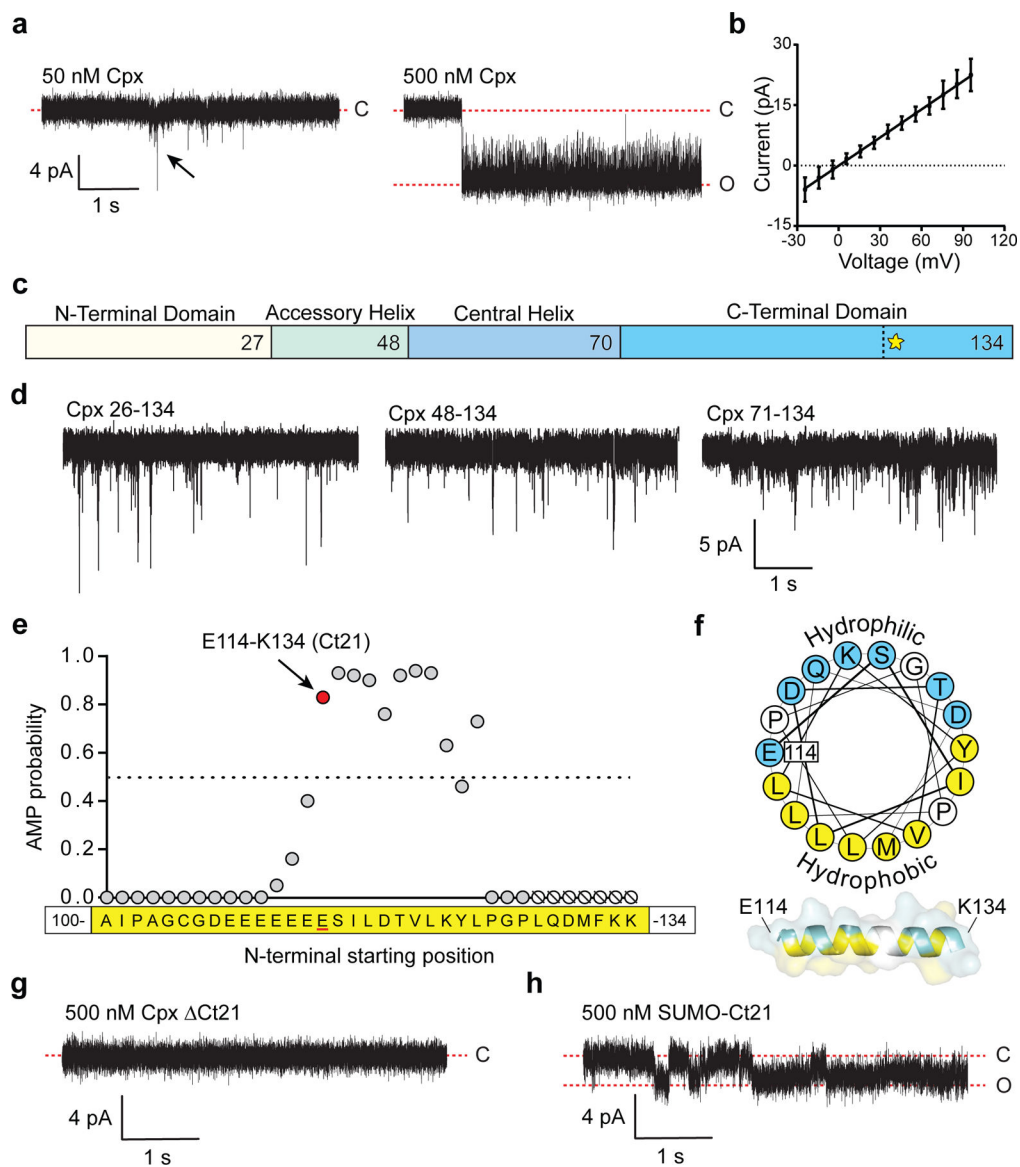 a
50 nM Cpx
C
4 pA
1 s
500 nM Cpx
C
O
b
30
15
0
-15
Current (pA)
-30 0 30 60 90 120
Voltage (mV)
c
N-Terminal Domain Accessory Helix Central Helix C-Terminal Domain
27 48 70 134
d
Cpx 26-134
Cpx 48-134
Cpx 71-134
5 pA
1 s
e
E114-K134 (Ct21)
1.0
0.8
0.6
0.4
0.2
0.0
AMP probability
100- A I P A G C G D E E E E E E E S I L D T V L K Y L P G P L Q D M F K K -134
N-terminal starting position
f
Hydrophilic
Q K S G
D T
P D
E 114 Y
L I
L P
L L M V
Hydrophobic
E114 K134
g
500 nM Cpx ΔCt21
C
4 pA
1 s
h
500 nM SUMO-Ct21
C
O
4 pA
1 s